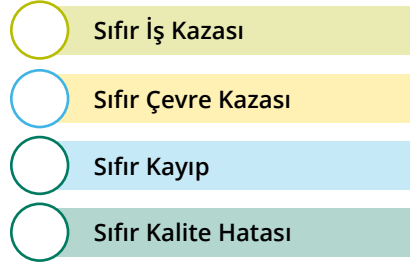 Sıfır İş Kazası
Sıfır Çevre Kazası
Sıfır Kayıp
Sıfır Kalite Hatası